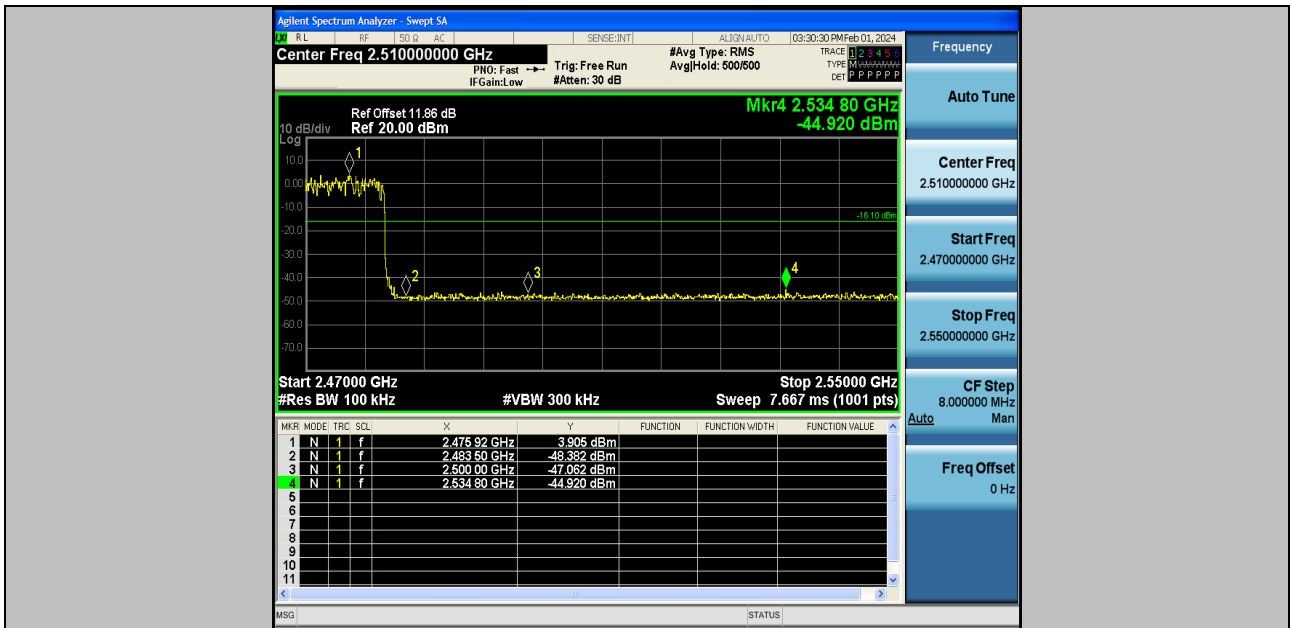 Agilent Spectrum Analyzer - Swept SA
RL RF 50 Ω AC SENSE:INT ALIGN AUTO 03:30:30 PM Feb 01, 2024
Center Freq 2.510000000 GHz
PNO: Fast
IFGain:Low
Trig: Free Run
#Atten: 30 dB
#Avg Type: RMS
Avg|Hold: 500/500
TRACE 1 2 3 4 5 6
TYPE M
DET P P P P P P
Ref Offset 11.86 dB
10 dB/div Ref 20.00 dBm
Log
Mkr4 2.534 80 GHz
-44.920 dBm
10.0
0.00
-10.0
-20.0
-30.0
-40.0
-50.0
-60.0
-70.0
1
2
3
4
-16.10 dBm
Start 2.47000 GHz Stop 2.55000 GHz
#Res BW 100 kHz #VBW 300 kHz Sweep 7.667 ms (1001 pts)
MKR MODE TRC SCL X Y FUNCTION FUNCTION WIDTH FUNCTION VALUE
1 N 1 f 2.475 92 GHz 3.905 dBm
2 N 1 f 2.483 50 GHz -48.382 dBm
3 N 1 f 2.500 00 GHz -47.062 dBm
4 N 1 f 2.534 80 GHz -44.920 dBm
5
6
7
8
9
10
11
MSG STATUS
Frequency
Auto Tune
Center Freq
2.510000000 GHz
Start Freq
2.470000000 GHz
Stop Freq
2.550000000 GHz
CF Step
8.000000 MHz
Auto Man
Freq Offset
0 Hz